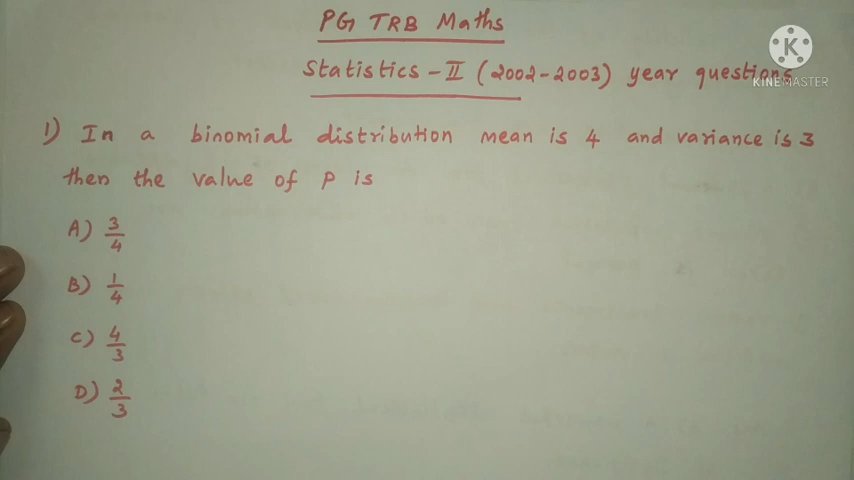 PG TRB Maths
Statistics - II (2002-2003) year questions
K
KINEMASTER
1) In a binomial distribution mean is 4 and variance is 3
then the value of P is
A) 3/4
B) 1/4
C) 4/3
D) 2/3